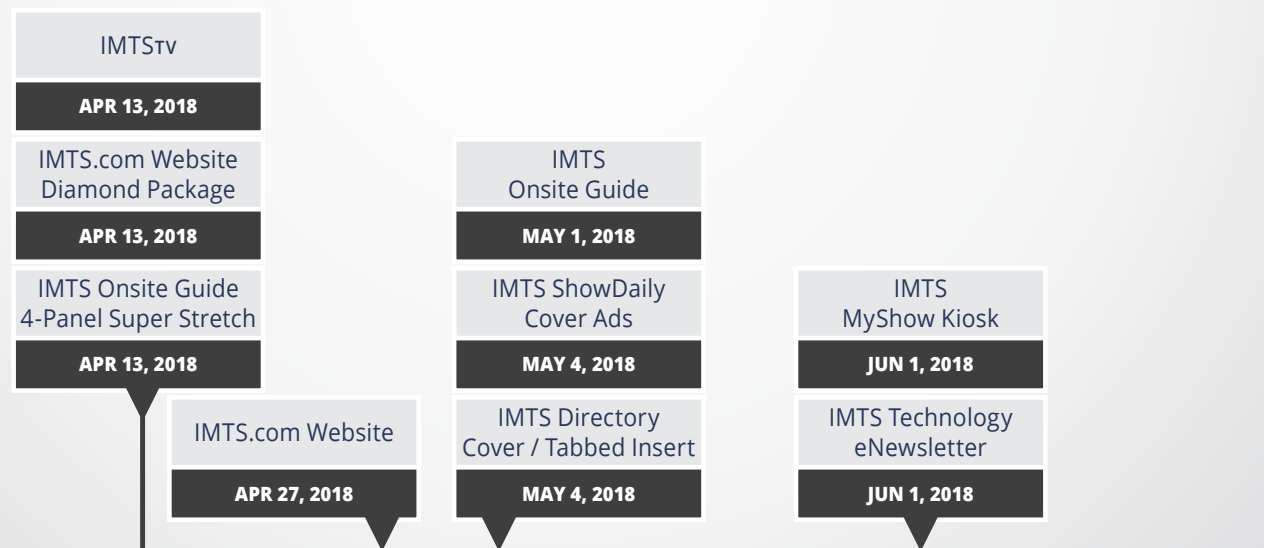 IMTSTV
APR 13, 2018
IMTS.com Website
Diamond Package
APR 13, 2018
IMTS Onsite Guide
4-Panel Super Stretch
APR 13, 2018
IMTS.com Website
APR 27, 2018
IMTS
Onsite Guide
MAY 1, 2018
IMTS ShowDaily
Cover Ads
MAY 4, 2018
IMTS Directory
Cover / Tabbed Insert
MAY 4, 2018
IMTS
MyShow Kiosk
JUN 1, 2018
IMTS Technology
eNewsletter
JUN 1, 2018